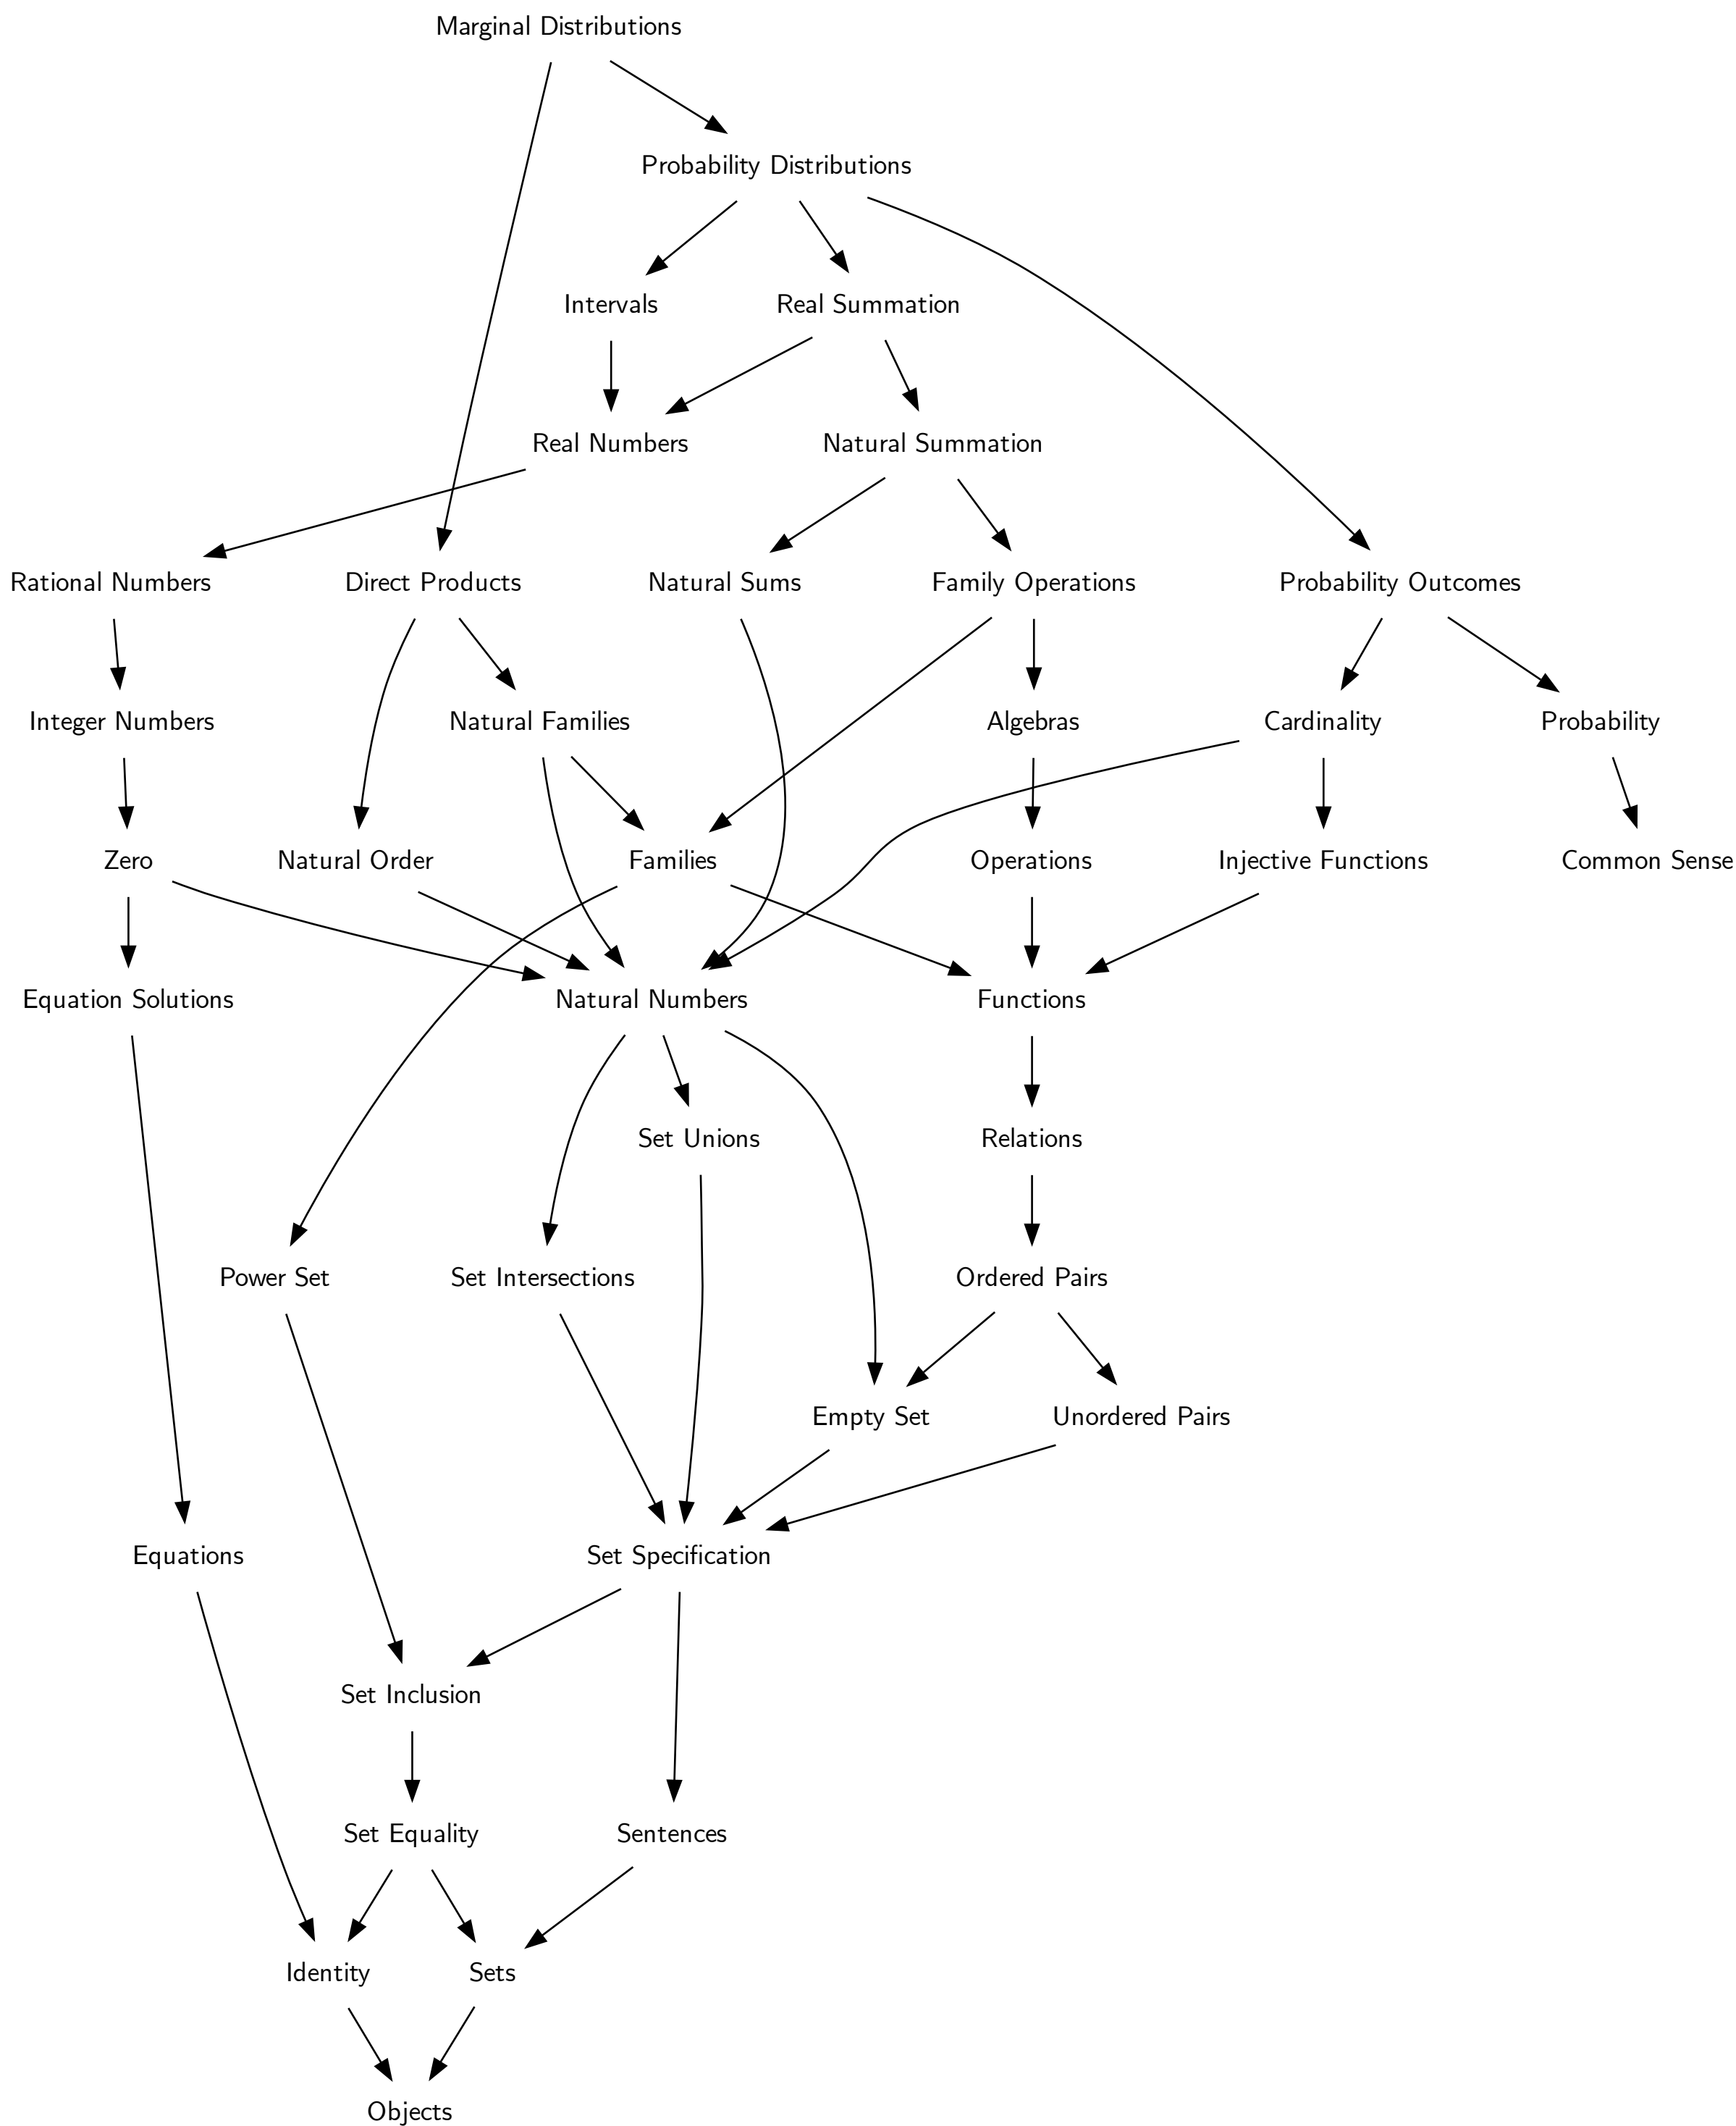 Marginal Distributions
Probability Distributions
Intervals
Real Summation
Real Numbers
Natural Summation
Rational Numbers
Direct Products
Natural Sums
Family Operations
Probability Outcomes
Integer Numbers
Natural Families
Algebras
Cardinality
Probability
Zero
Natural Order
Families
Operations
Injective Functions
Common Sense
Equation Solutions
Natural Numbers
Functions
Set Unions
Relations
Power Set
Set Intersections
Ordered Pairs
Empty Set
Unordered Pairs
Equations
Set Specification
Set Inclusion
Set Equality
Sentences
Identity
Sets
Objects